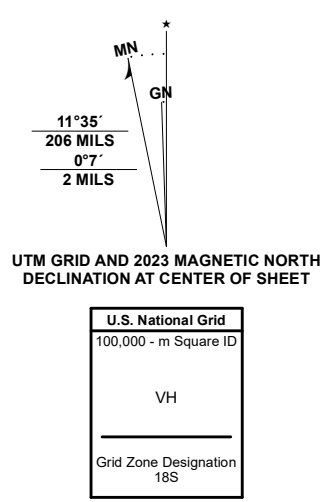 MN
GN
11°35´
206 MILS
0°7´
2 MILS
UTM GRID AND 2023 MAGNETIC NORTH
DECLINATION AT CENTER OF SHEET
U.S. National Grid
100,000 - m Square ID
VH
Grid Zone Designation
18S